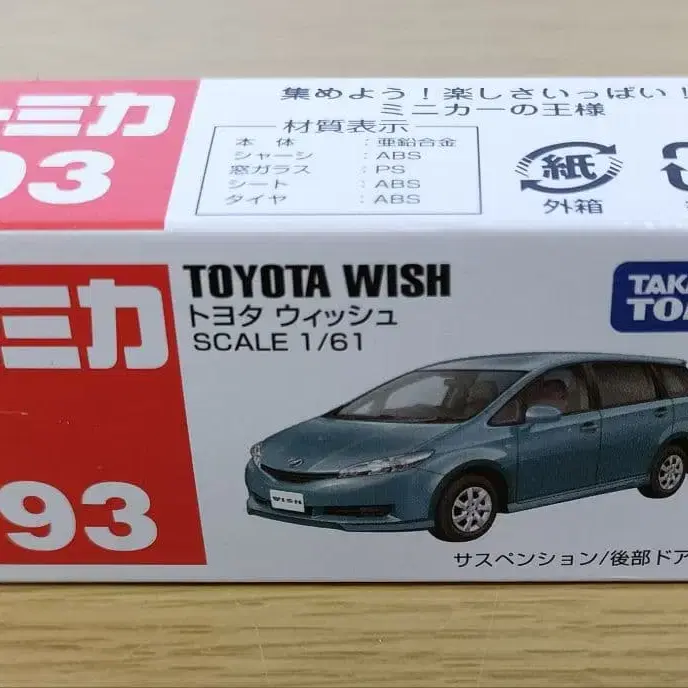 ーミカ
93
集めよう！楽しさいっぱい！
ミニカーの王様
材質表示
本 体 : 亜鉛合金
シャーシ : ABS
窓ガラス : PS
シート : ABS
タイヤ : ABS
紙
外箱
ミカ
93
TOYOTA WISH
トヨタ ウィッシュ
SCALE 1/61
TAKA
TO
WISH
サスペンション/後部ドア